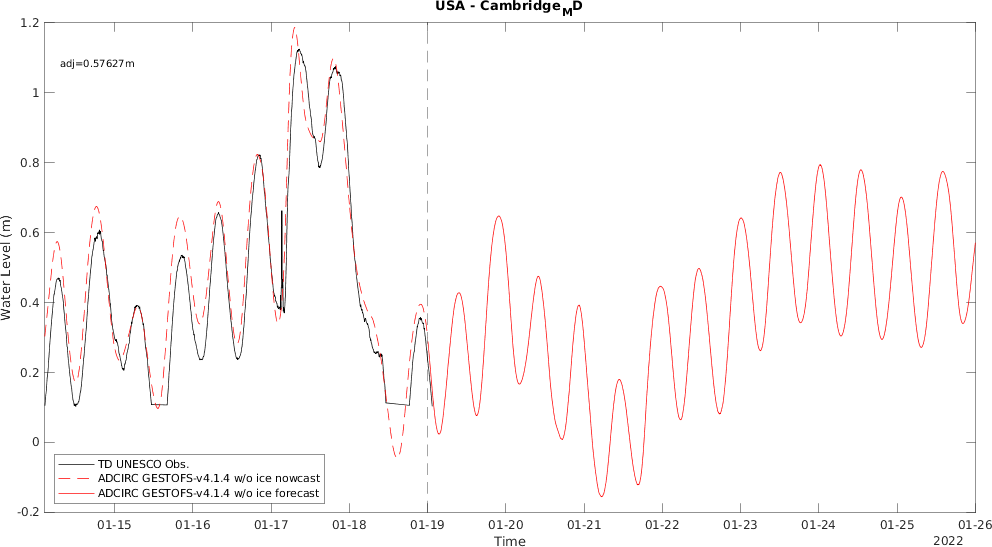 USA - Cambridge_MD
adj=0.57627m
Water Level (m)
1.2
1
0.8
0.6
0.4
0.2
0
-0.2
TD UNESCO Obs.
ADCIRC GESTOFS-v4.1.4 w/o ice nowcast
ADCIRC GESTOFS-v4.1.4 w/o ice forecast
01-15 01-16 01-17 01-18 01-19 01-20 01-21 01-22 01-23 01-24 01-25 01-26
Time
2022